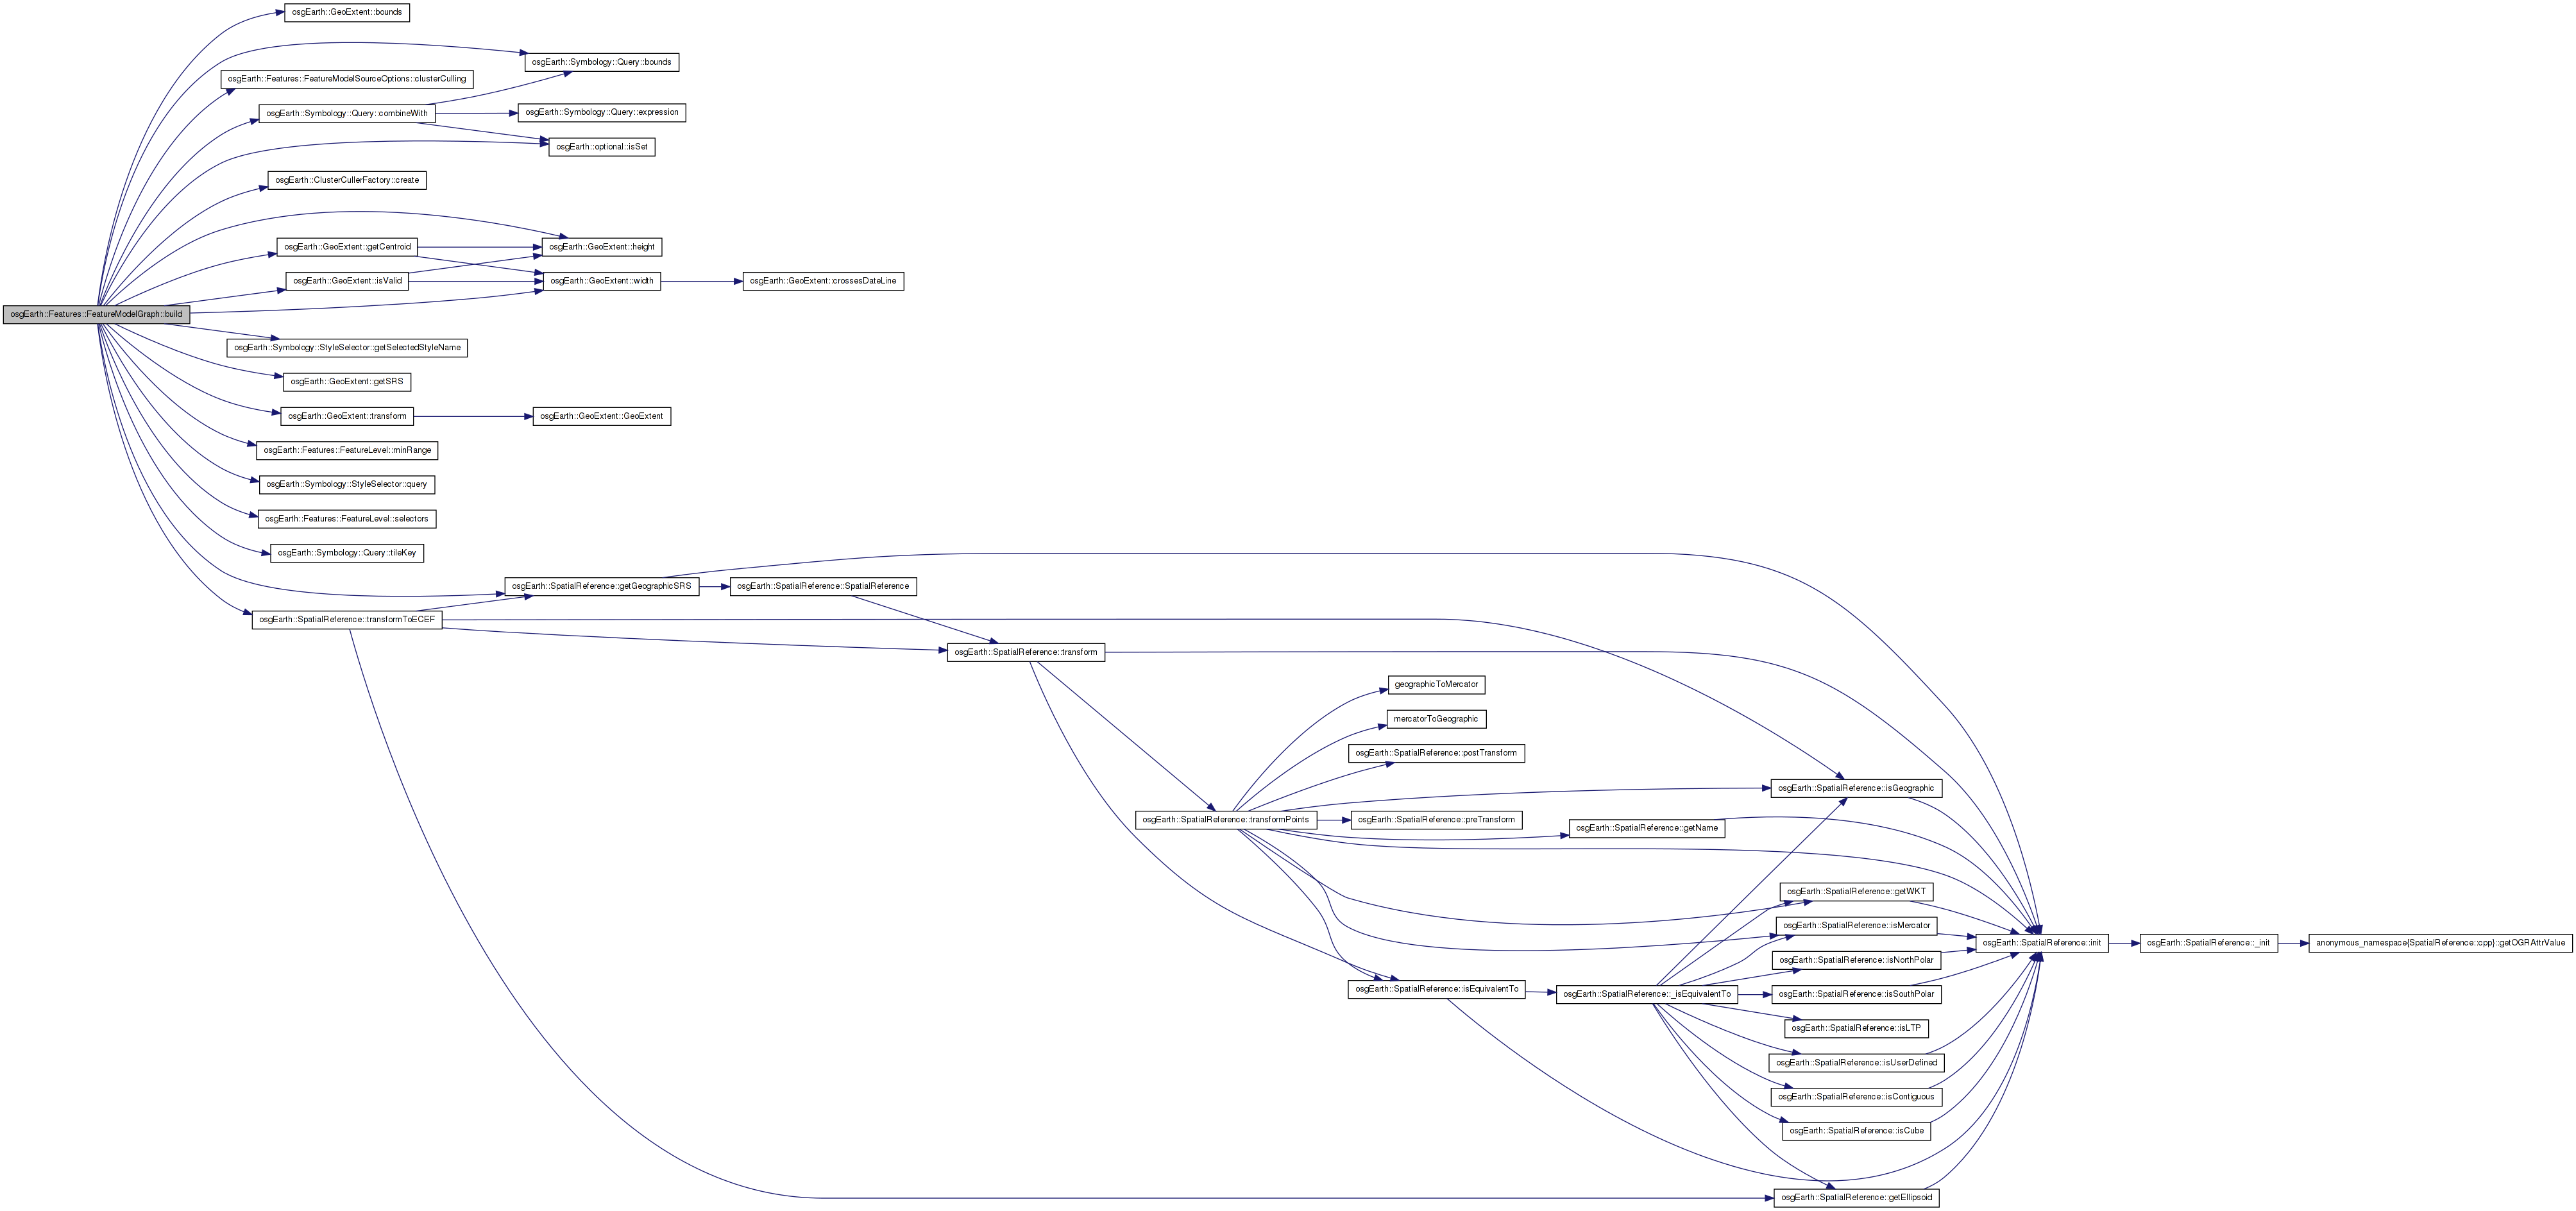 osgEarth::GeoExtent::bounds
osgEarth::Symbology::Query::bounds
osgEarth::Features::FeatureModelSourceOptions::clusterCulling
osgEarth::Symbology::Query::combineWith
osgEarth::Symbology::Query::expression
osgEarth::optional::isSet
osgEarth::ClusterCullerFactory::create
osgEarth::GeoExtent::getCentroid
osgEarth::GeoExtent::height
osgEarth::GeoExtent::isValid
osgEarth::GeoExtent::width
osgEarth::GeoExtent::crossesDateLine
osgEarth::Features::FeatureModelGraph::build
osgEarth::Symbology::StyleSelector::getSelectedStyleName
osgEarth::GeoExtent::getSRS
osgEarth::GeoExtent::transform
osgEarth::GeoExtent::GeoExtent
osgEarth::Features::FeatureLevel::minRange
osgEarth::Symbology::StyleSelector::query
osgEarth::Features::FeatureLevel::selectors
osgEarth::Symbology::Query::tileKey
osgEarth::SpatialReference::getGeographicSRS
osgEarth::SpatialReference::SpatialReference
osgEarth::SpatialReference::transformToECEF
osgEarth::SpatialReference::transform
geographicToMercator
mercatorToGeographic
osgEarth::SpatialReference::postTransform
osgEarth::SpatialReference::isGeographic
osgEarth::SpatialReference::transformPoints
osgEarth::SpatialReference::preTransform
osgEarth::SpatialReference::getName
osgEarth::SpatialReference::getWKT
osgEarth::SpatialReference::isMercator
osgEarth::SpatialReference::init
osgEarth::SpatialReference::_init
anonymous_namespace{SpatialReference::cpp}::getOGRAttrValue
osgEarth::SpatialReference::isNorthPolar
osgEarth::SpatialReference::isEquivalentTo
osgEarth::SpatialReference::_isEquivalentTo
osgEarth::SpatialReference::isSouthPolar
osgEarth::SpatialReference::isLTP
osgEarth::SpatialReference::isUserDefined
osgEarth::SpatialReference::isContiguous
osgEarth::SpatialReference::isCube
osgEarth::SpatialReference::getEllipsoid